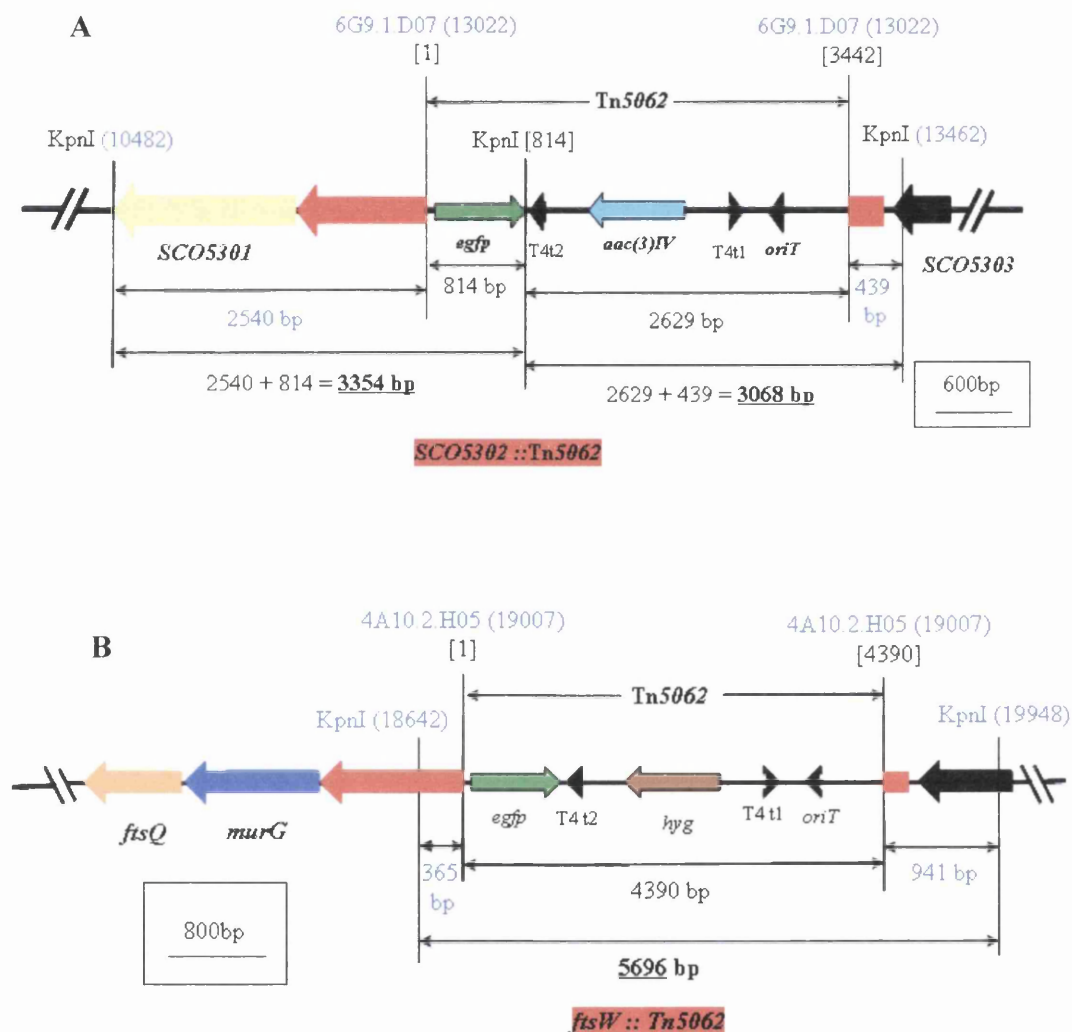 A
6G9.1.D07 (13022) 6G9.1.D07 (13022)
[1] [3442]
Tn5062
KpnI (10482) KpnI [814] KpnI (13462)
SCO5301 egfp T4t2 aac(3)IV T4t1 oriT SCO5303
814 bp 439
2540 bp 2629 bp bp
2540 + 814 = 3354 bp 2629 + 439 = 3068 bp 600bp
SCO5302 ::Tn5062
4A10.2.H05 (19007) 4A10.2.H05 (19007)
B [1] [4390]
Tn5062
KpnI (18642) KpnI (19948)
ftsQ murG egfp T4 t2 hyg T4 t1 oriT
365 4390 bp 941 bp
bp
800bp
5696 bp
ftsW :: Tn5062